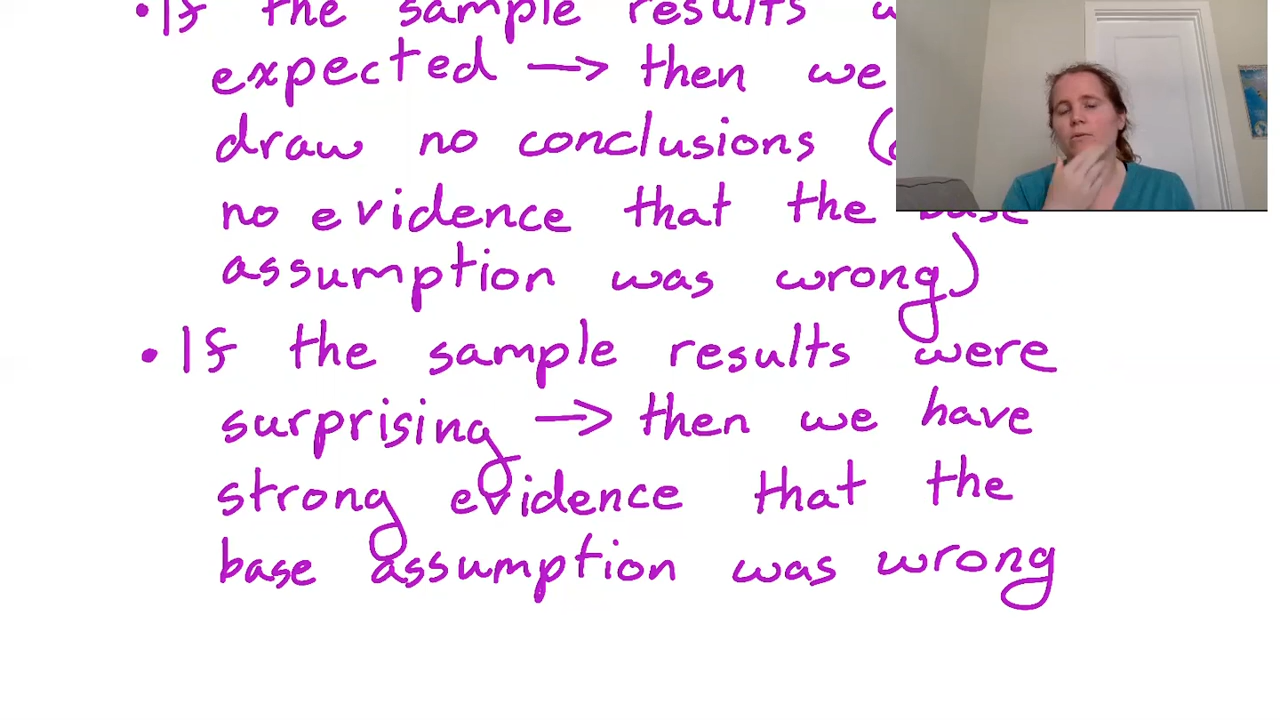 • If the sample results
expected → then we
draw no conclusions (
no evidence that the base
assumption was wrong)
• If the sample results were
surprising → then we have
strong evidence that the
base assumption was wrong